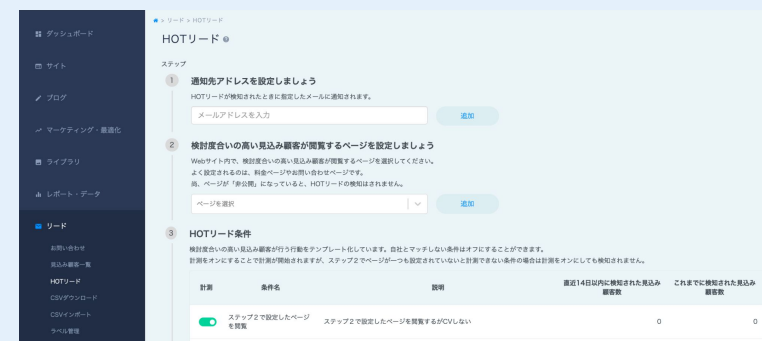 ダッシュボード
サイト
ブログ
マーケティング・最適化
ライブラリ
レポート・データ
リード
お問い合わせ
見込み顧客一覧
HOTリード
CSVダウンロード
CSVインポート
ラベル管理
> リード > HOTリード
HOTリード
ステップ
1 通知先アドレスを設定しましょう
HOTリードが検知されたときに指定したメールに通知されます。
メールアドレスを入力 追加
2 検討度合いの高い見込み顧客が閲覧するページを設定しましょう
Webサイト内で、検討度合いの高い見込み顧客が閲覧するページを選択してください。
よく設定されるのは、料金ページやお問い合わせページです。
尚、ページが「非公開」になっていると、HOTリードの検知はされません。
ページを選択 追加
3 HOTリード条件
検討度合いの高い見込み顧客が行う行動をテンプレート化しています。自社とマッチしない条件はオフにすることができます。
計測をオンにすることで計測が開始されますが、ステップ2でページが一つも設定されていないと計測できない条件の場合は計測をオンにしても検知されません。
計測 条件名 説明 直近14日以内に検知された見込み顧客数 これまでに検知された見込み顧客数
ステップ2で設定したページを閲覧 ステップ2で設定したページを閲覧するがCVしない 0 0